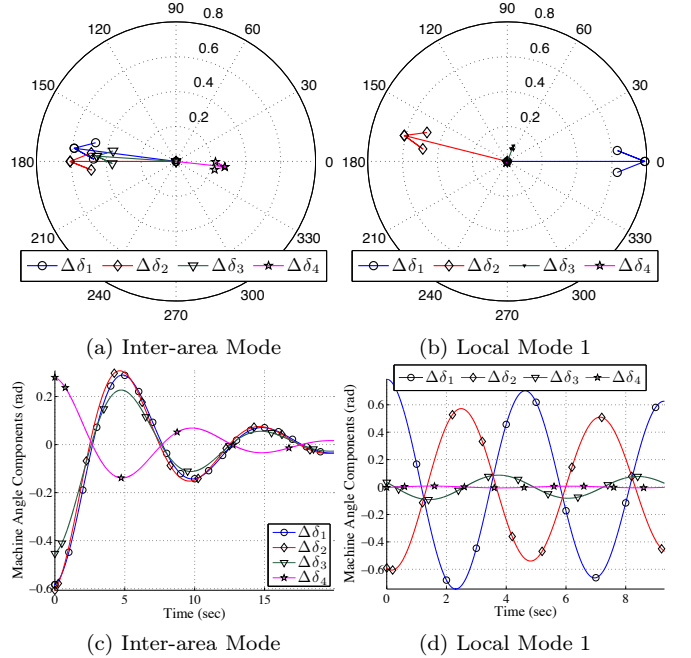 90 0.8
120 60
0.6
150 0.4 30
0.2
180 0
210 330
Δδ₁ Δδ₂ Δδ₃ Δδ₄
240 300
270
(a) Inter-area Mode
90 0.8
120 60
0.6
150 0.4 30
0.2
180 0
210 330
Δδ₁ Δδ₂ Δδ₃ Δδ₄
240 300
270
(b) Local Mode 1
Machine Angle Components (rad)
0.2
0
−0.2
−0.4
−0.6
0 5 10 15
Time (sec)
Δδ₁
Δδ₂
Δδ₃
Δδ₄
(c) Inter-area Mode
Δδ₁ Δδ₂ Δδ₃ Δδ₄
Machine Angle Components (rad)
0.6
0.4
0.2
0
−0.2
−0.4
−0.6
0 2 4 6 8
Time (sec)
(d) Local Mode 1